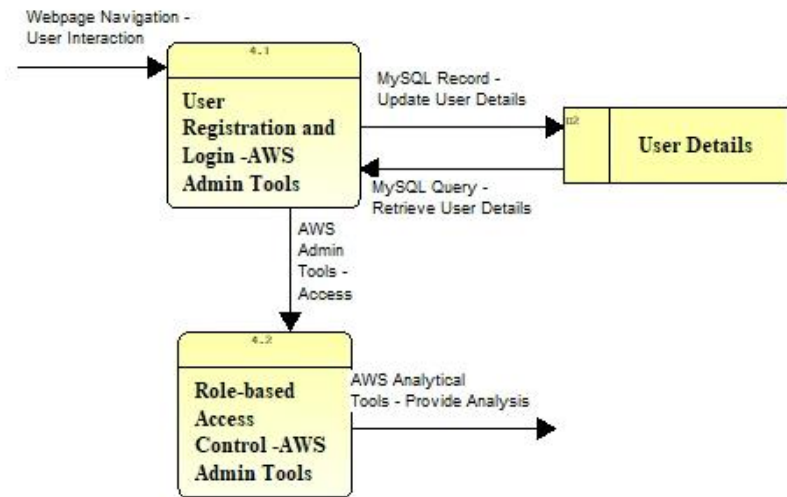 Webpage Navigation -
User Interaction
4.1
User
Registration and
Login -AWS
Admin Tools
MySQL Record -
Update User Details
D2
User Details
MySQL Query -
Retrieve User Details
AWS
Admin
Tools -
Access
4.2
Role-based
Access
Control -AWS
Admin Tools
AWS Analytical
Tools - Provide Analysis